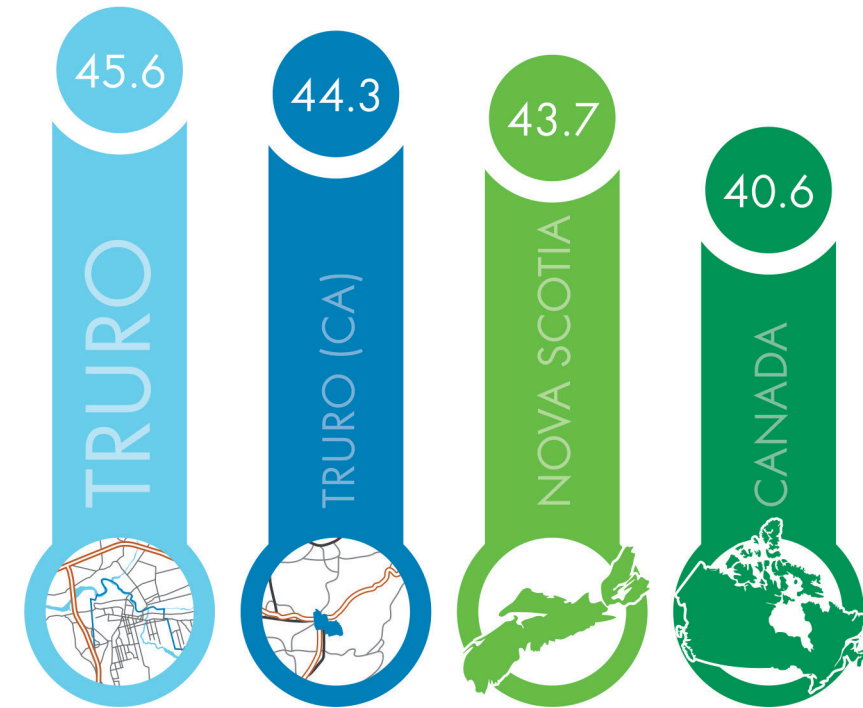 45.6
TRURO
44.3
TRURO (CA)
43.7
NOVA SCOTIA
40.6
CANADA